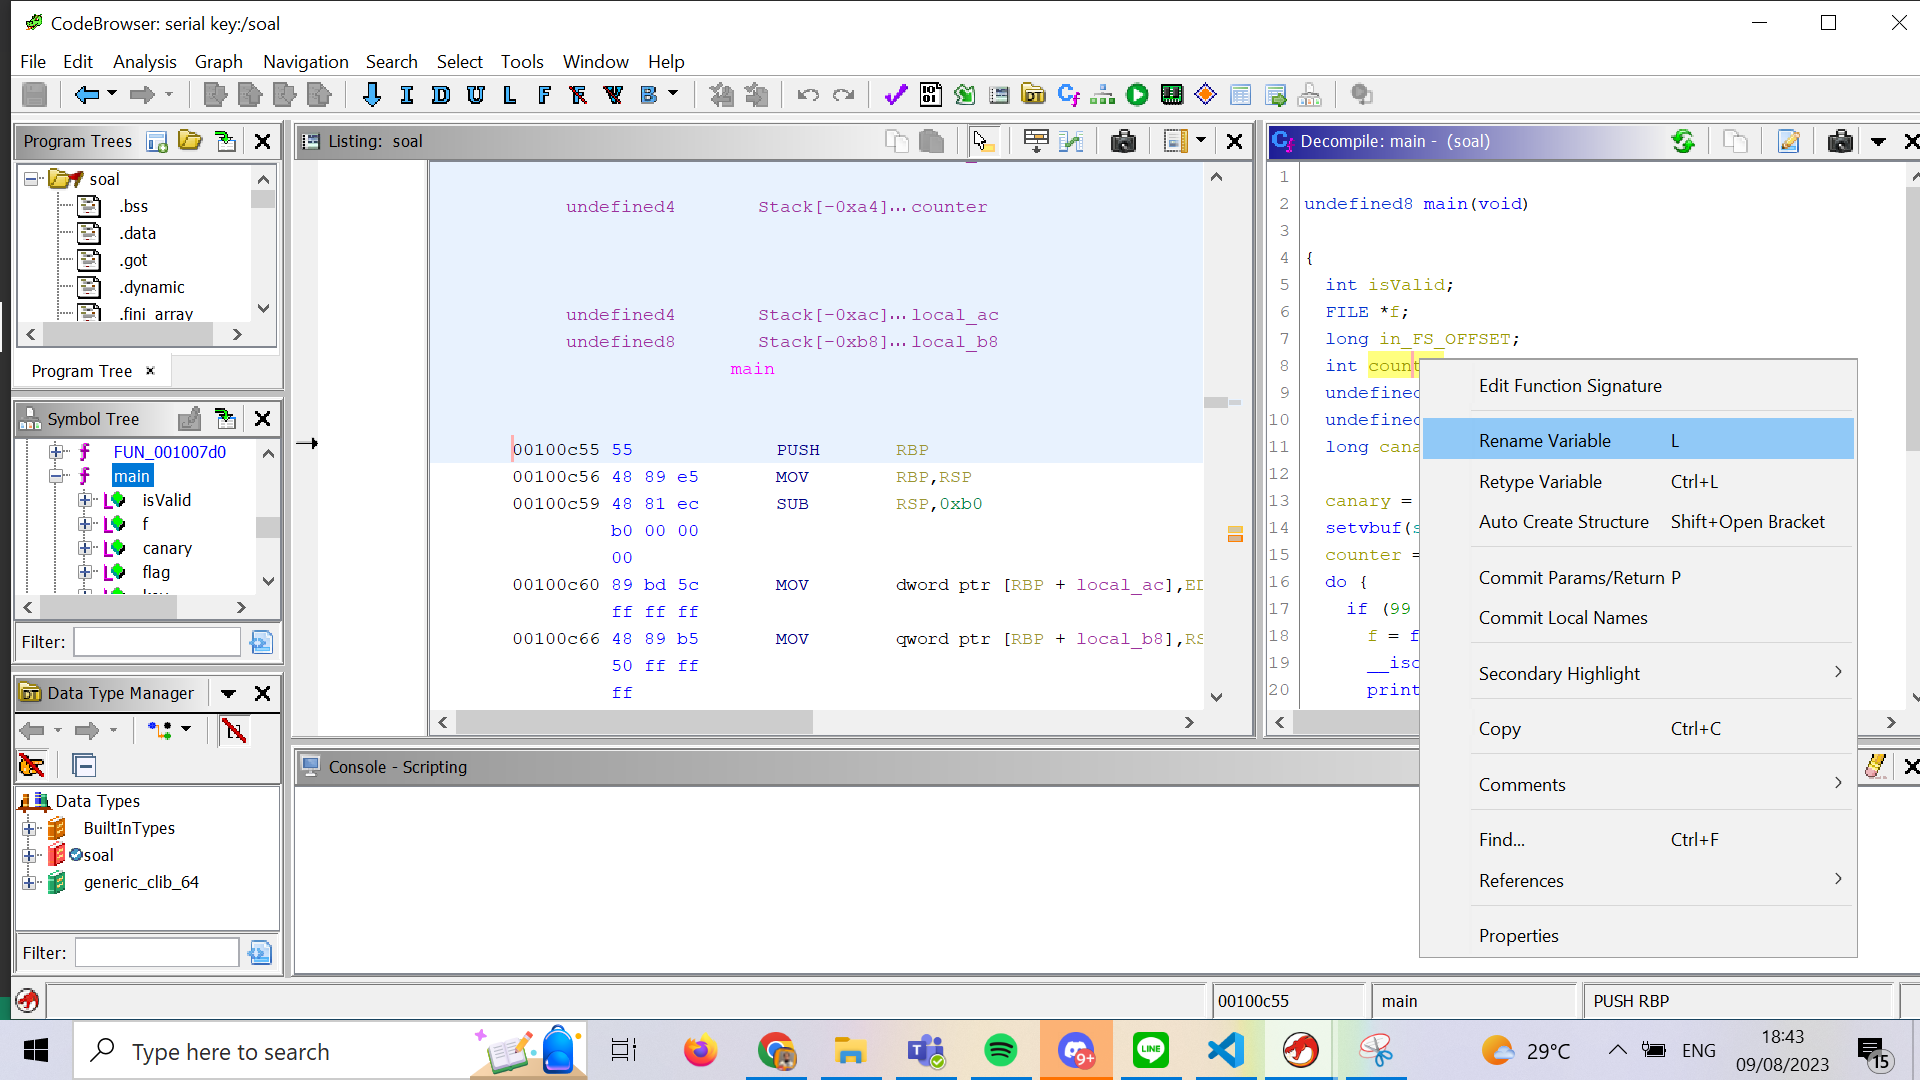 CodeBrowser: serial key:/soal
File Edit Analysis Graph Navigation Search Select Tools Window Help
I D U L F R V B
Program Trees
soal
.bss
.data
.got
.dynamic
.fini_array
Program Tree
Symbol Tree
FUN_001007d0
main
isValid
f
canary
flag
Filter:
Data Type Manager
Data Types
BuiltInTypes
soal
generic_clib_64
Filter:
Listing: soal
undefined4 Stack[-0xa4]... counter
undefined4 Stack[-0xac]... local_ac
undefined8 Stack[-0xb8]... local_b8
main
00100c55 55 PUSH RBP
00100c56 48 89 e5 MOV RBP,RSP
00100c59 48 81 ec SUB RSP,0xb0
b0 00 00
00
00100c60 89 bd 5c MOV dword ptr [RBP + local_ac],ED
ff ff ff
00100c66 48 89 b5 MOV qword ptr [RBP + local_b8],RS
50 ff ff
ff
Decompile: main - (soal)
1
2 undefined8 main(void)
3
4 {
5 int isValid;
6 FILE *f;
7 long in_FS_OFFSET;
8 int count
9 undefined
10 undefined
11 long cana
12
13 canary =
14 setvbuf(s
15 counter =
16 do {
17 if (99
18 f = f
19 __isc
20 print
Edit Function Signature
Rename Variable L
Retype Variable Ctrl+L
Auto Create Structure Shift+Open Bracket
Commit Params/Return P
Commit Local Names
Secondary Highlight
Copy Ctrl+C
Comments
Find... Ctrl+F
References
Properties
Console - Scripting
00100c55 main PUSH RBP
Type here to search
9+
LINE
29°C
ENG
18:43
09/08/2023
15